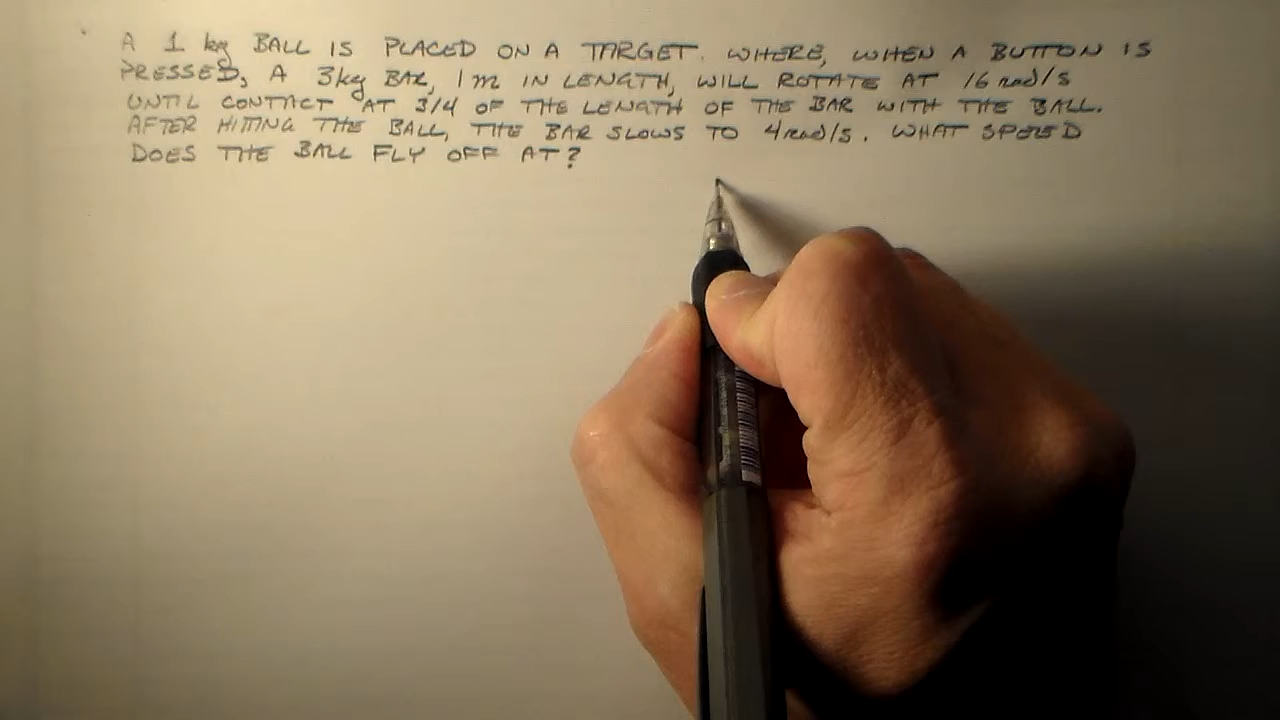 A 1 kg BALL IS PLACED ON A TARGET. WHERE, WHEN A BUTTON IS
PRESSED, A 3kg BAR, 1m IN LENGTH, WILL ROTATE AT 16 rad/s
UNTIL CONTACT AT 3/4 OF THE LENGTH OF THE BAR WITH THE BALL.
AFTER HITTING THE BALL, THE BAR SLOWS TO 4rad/s. WHAT SPEED
DOES THE BALL FLY OFF AT?